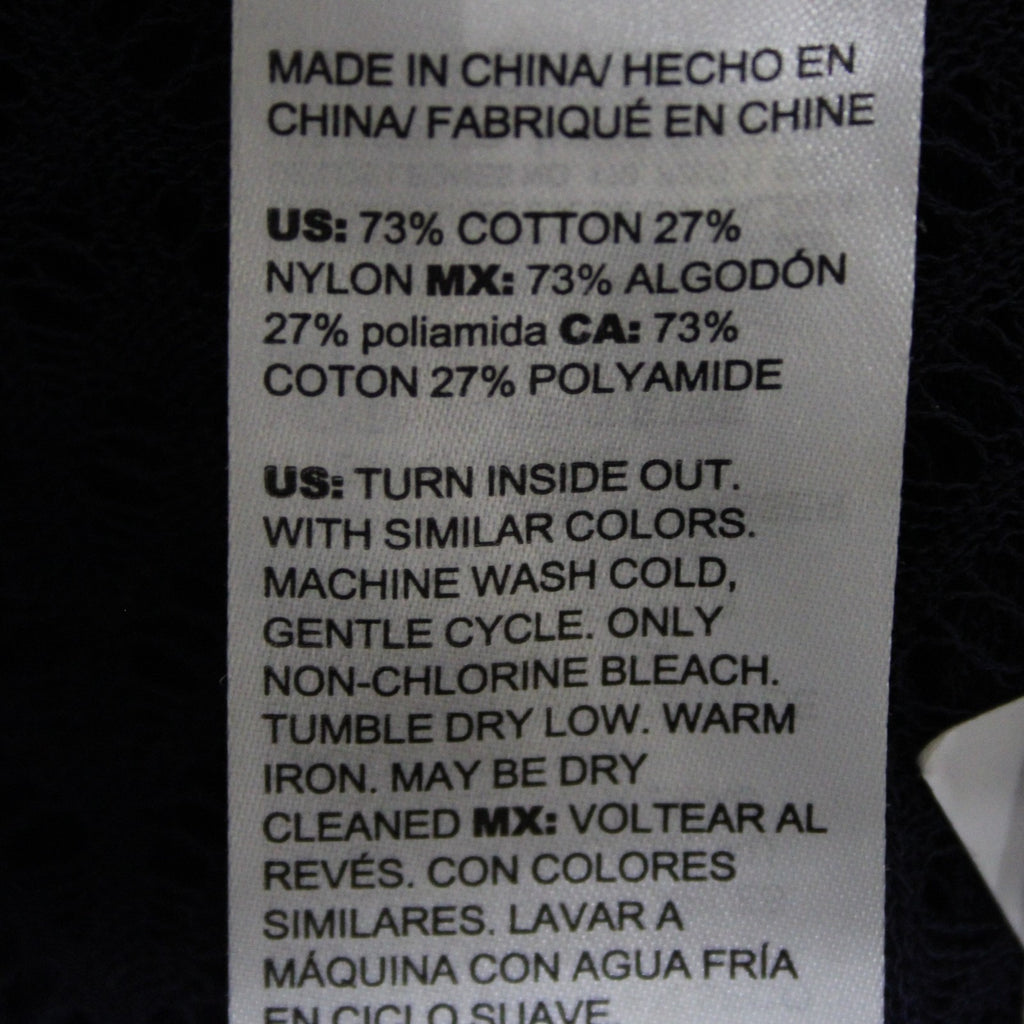 MADE IN CHINA/ HECHO EN
CHINA/ FABRIQUÉ EN CHINE
US: 73% COTTON 27%
NYLON MX: 73% ALGODÓN
27% poliamida CA: 73%
COTON 27% POLYAMIDE
US: TURN INSIDE OUT.
WITH SIMILAR COLORS.
MACHINE WASH COLD,
GENTLE CYCLE. ONLY
NON-CHLORINE BLEACH.
TUMBLE DRY LOW. WARM
IRON. MAY BE DRY
CLEANED MX: VOLTEAR AL
REVÉS. CON COLORES
SIMILARES. LAVAR A
MÁQUINA CON AGUA FRÍA
EN CICLO SUAVE.